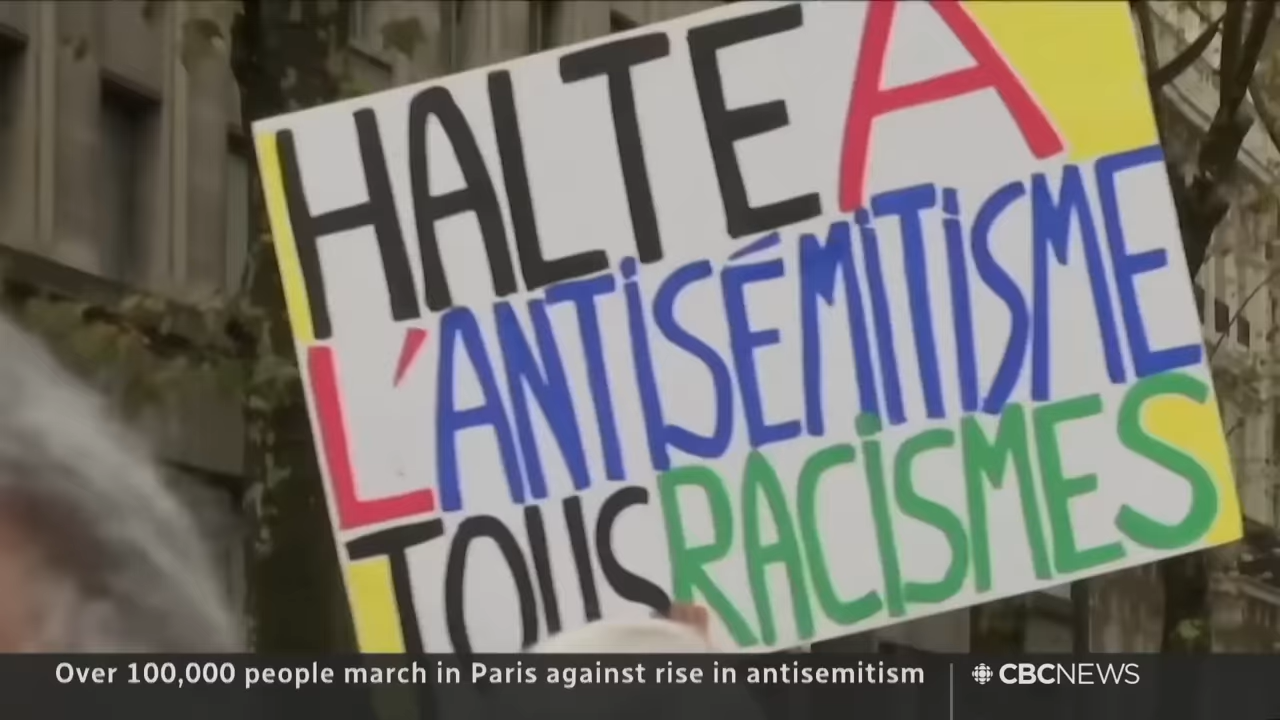 HALTE A
L'ANTISÉMITISME
TOUS RACISMES
Over 100,000 people march in Paris against rise in antisemitism
CBCNEWS